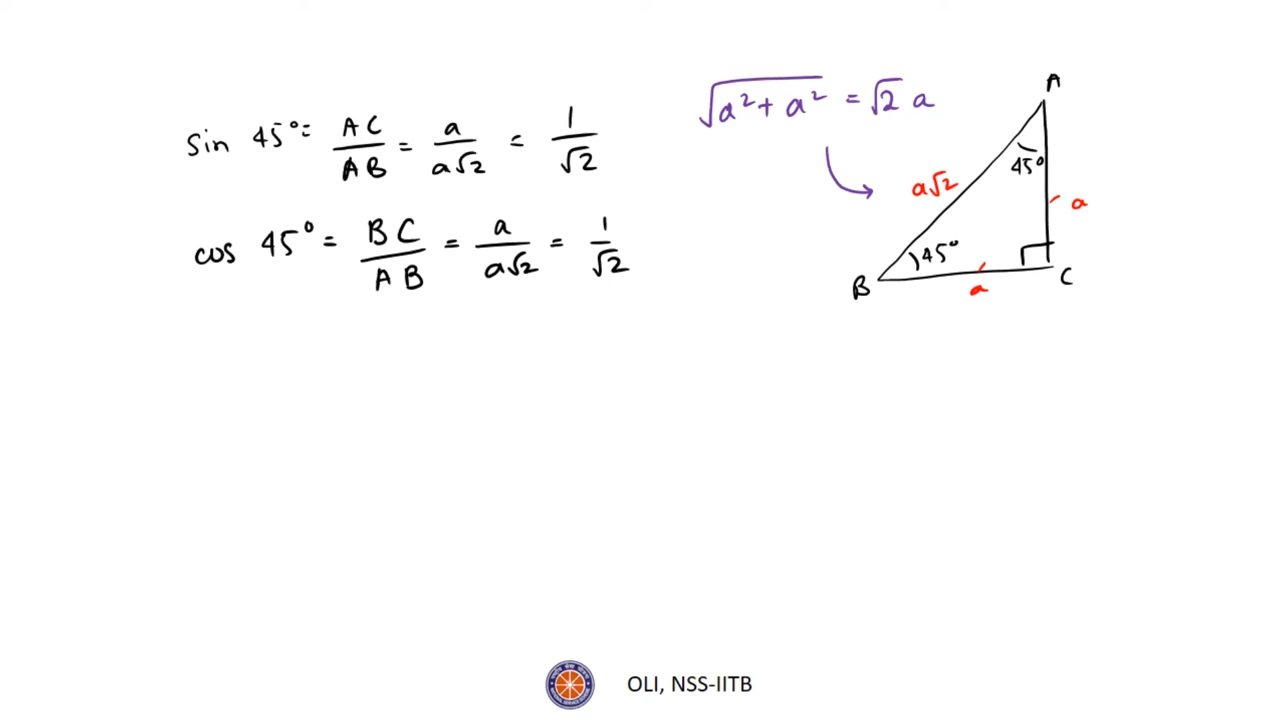 sin 45° = AC/AB = a/a√2 = 1/√2
cos 45° = BC/AB = a/a√2 = 1/√2
√a² + a² = √2 a
A
45°
a√2
a
45°
B
a
C
OLI, NSS-IITB